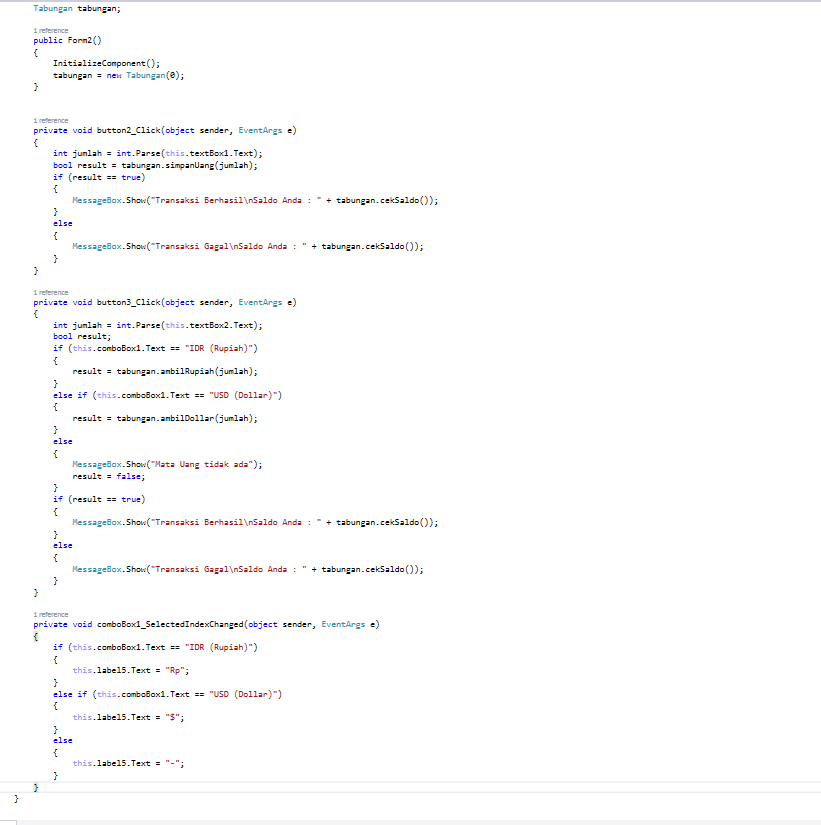 Tabungan tabungan;
1 reference
public Form2()
{
InitializeComponent();
tabungan = new Tabungan(0);
}
1 reference
private void button2_Click(object sender, EventArgs e)
{
int jumlah = int.Parse(this.textBox1.Text);
bool result = tabungan.simpanUang(jumlah);
if (result == true)
{
MessageBox.Show("Transaksi Berhasil\nSaldo Anda : " + tabungan.cekSaldo());
}
else
{
MessageBox.Show("Transaksi Gagal\nSaldo Anda : " + tabungan.cekSaldo());
}
}
1 reference
private void button3_Click(object sender, EventArgs e)
{
int jumlah = int.Parse(this.textBox2.Text);
bool result;
if (this.comboBox1.Text == "IDR (Rupiah)")
{
result = tabungan.ambilRupiah(jumlah);
}
else if (this.comboBox1.Text == "USD (Dollar)")
{
result = tabungan.ambilDollar(jumlah);
}
else
{
MessageBox.Show("Mata Uang tidak ada");
result = false;
}
if (result == true)
{
MessageBox.Show("Transaksi Berhasil\nSaldo Anda : " + tabungan.cekSaldo());
}
else
{
MessageBox.Show("Transaksi Gagal\nSaldo Anda : " + tabungan.cekSaldo());
}
}
1 reference
private void comboBox1_SelectedIndexChanged(object sender, EventArgs e)
{
if (this.comboBox1.Text == "IDR (Rupiah)")
{
this.label5.Text = "Rp";
}
else if (this.comboBox1.Text == "USD (Dollar)")
{
this.label5.Text = "$";
}
else
{
this.label5.Text = "-";
}
}
}